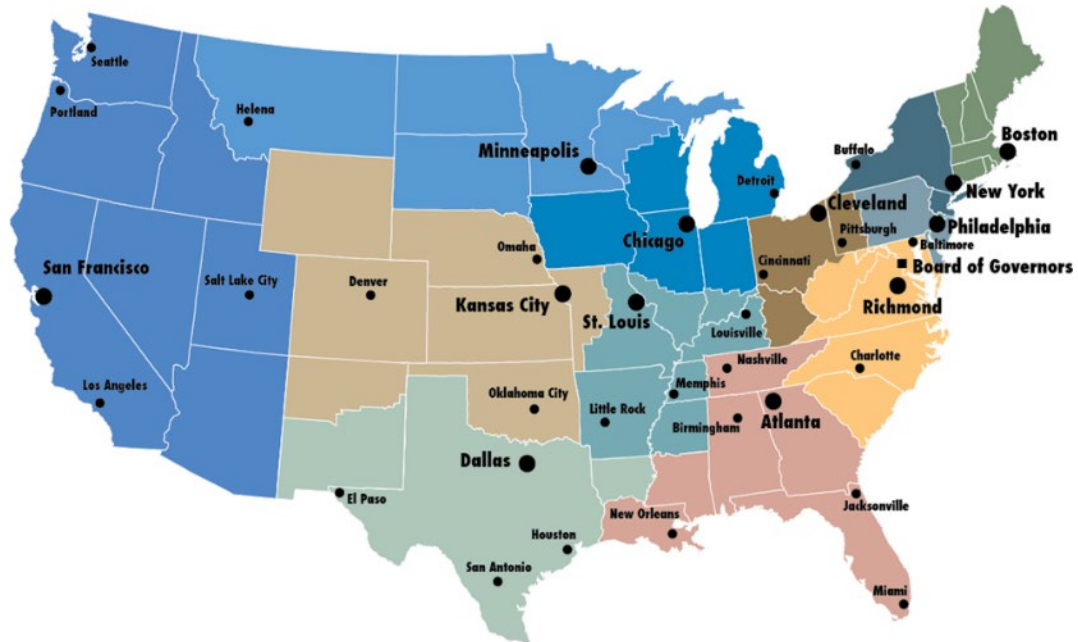 Seattle
Portland
Helena
Minneapolis
Buffalo
Boston
New York
Detroit
Cleveland
Philadelphia
Chicago
Pittsburgh
Baltimore
Omaha
Board of Governors
San Francisco
Salt Lake City
Denver
Kansas City
St. Louis
Cincinnati
Richmond
Louisville
Nashville
Charlotte
Los Angeles
Oklahoma City
Memphis
Little Rock
Birmingham
Atlanta
Dallas
El Paso
New Orleans
Jacksonville
Houston
San Antonio
Miami